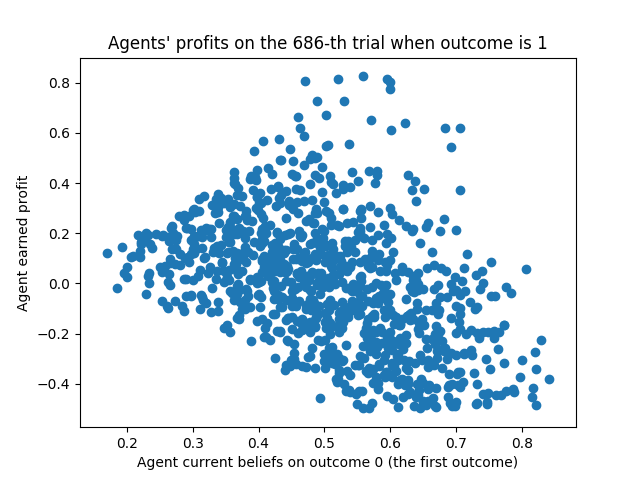 Agents' profits on the 686-th trial when outcome is 1
Agent earned profit
0.8
0.6
0.4
0.2
0.0
−0.2
−0.4
0.2 0.3 0.4 0.5 0.6 0.7 0.8
Agent current beliefs on outcome 0 (the first outcome)